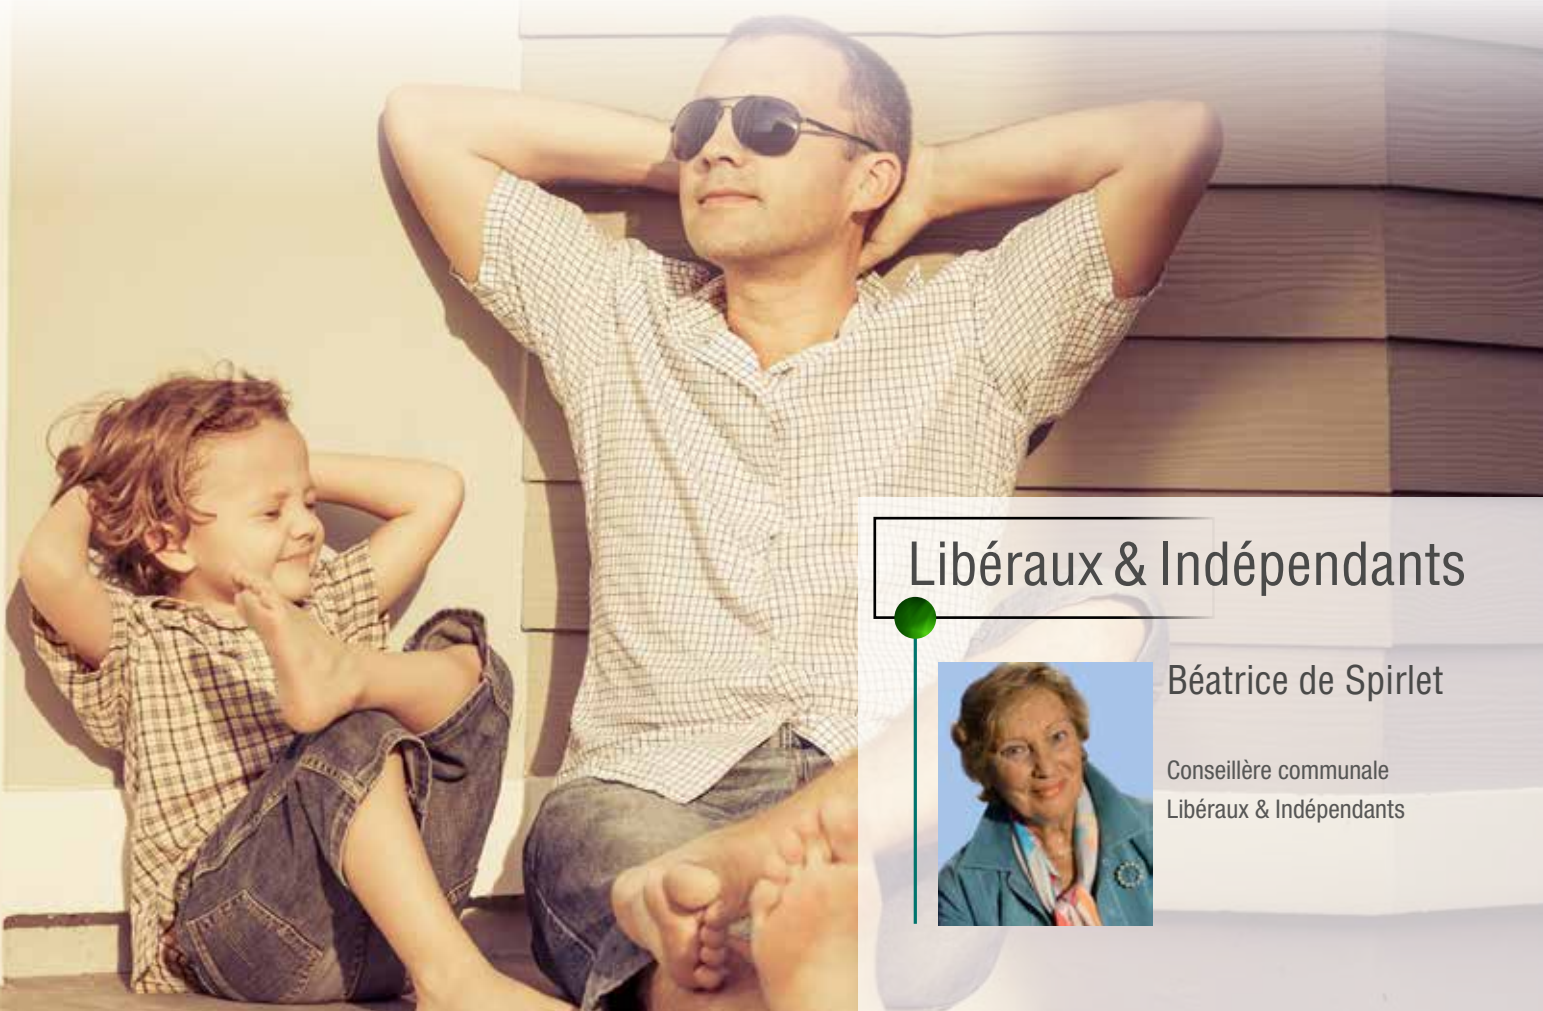 Libéraux & Indépendants
Béatrice de Spirlet
Conseillère communale
Libéraux & Indépendants